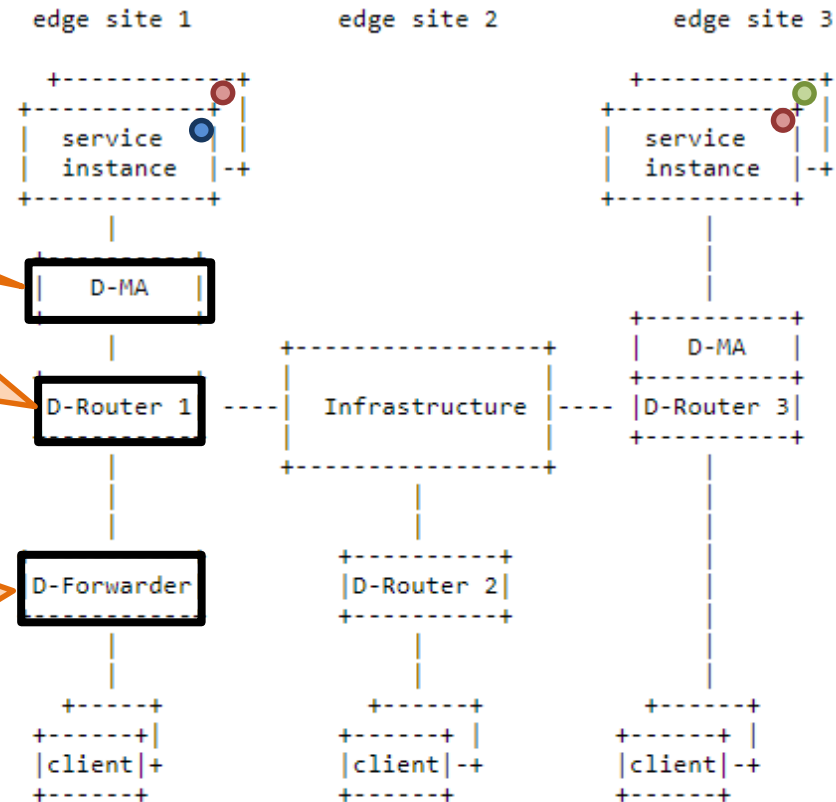 edge site 1 edge site 2 edge site 3
service instance
service instance
D-MA
D-MA
D-Router 1
Infrastructure
D-Router 3
D-Forwarder
D-Router 2
client
client
client